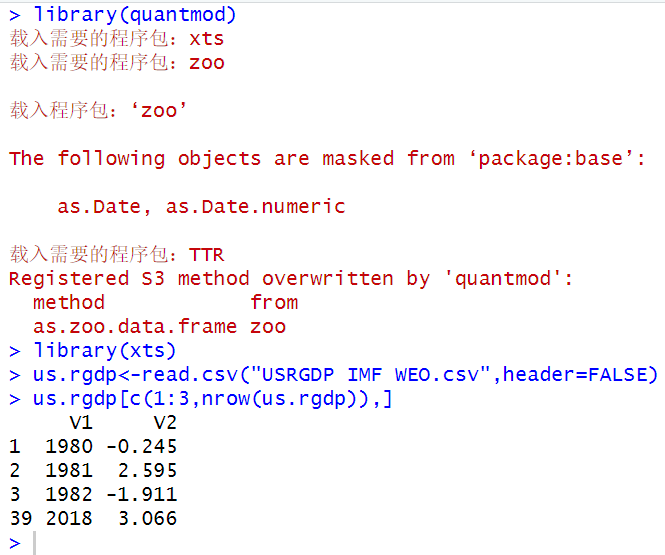 > library(quantmod)
载入需要的程序包：xts
载入需要的程序包：zoo
载入程序包：‘zoo’
The following objects are masked from ‘package:base’:
as.Date, as.Date.numeric
载入需要的程序包：TTR
Registered S3 method overwritten by 'quantmod':
method from
as.zoo.data.frame zoo
> library(xts)
> us.rgdp<-read.csv("USRGDP IMF WEO.csv",header=FALSE)
> us.rgdp[c(1:3,nrow(us.rgdp)),]
V1 V2
1 1980 -0.245
2 1981 2.595
3 1982 -1.911
39 2018 3.066
>